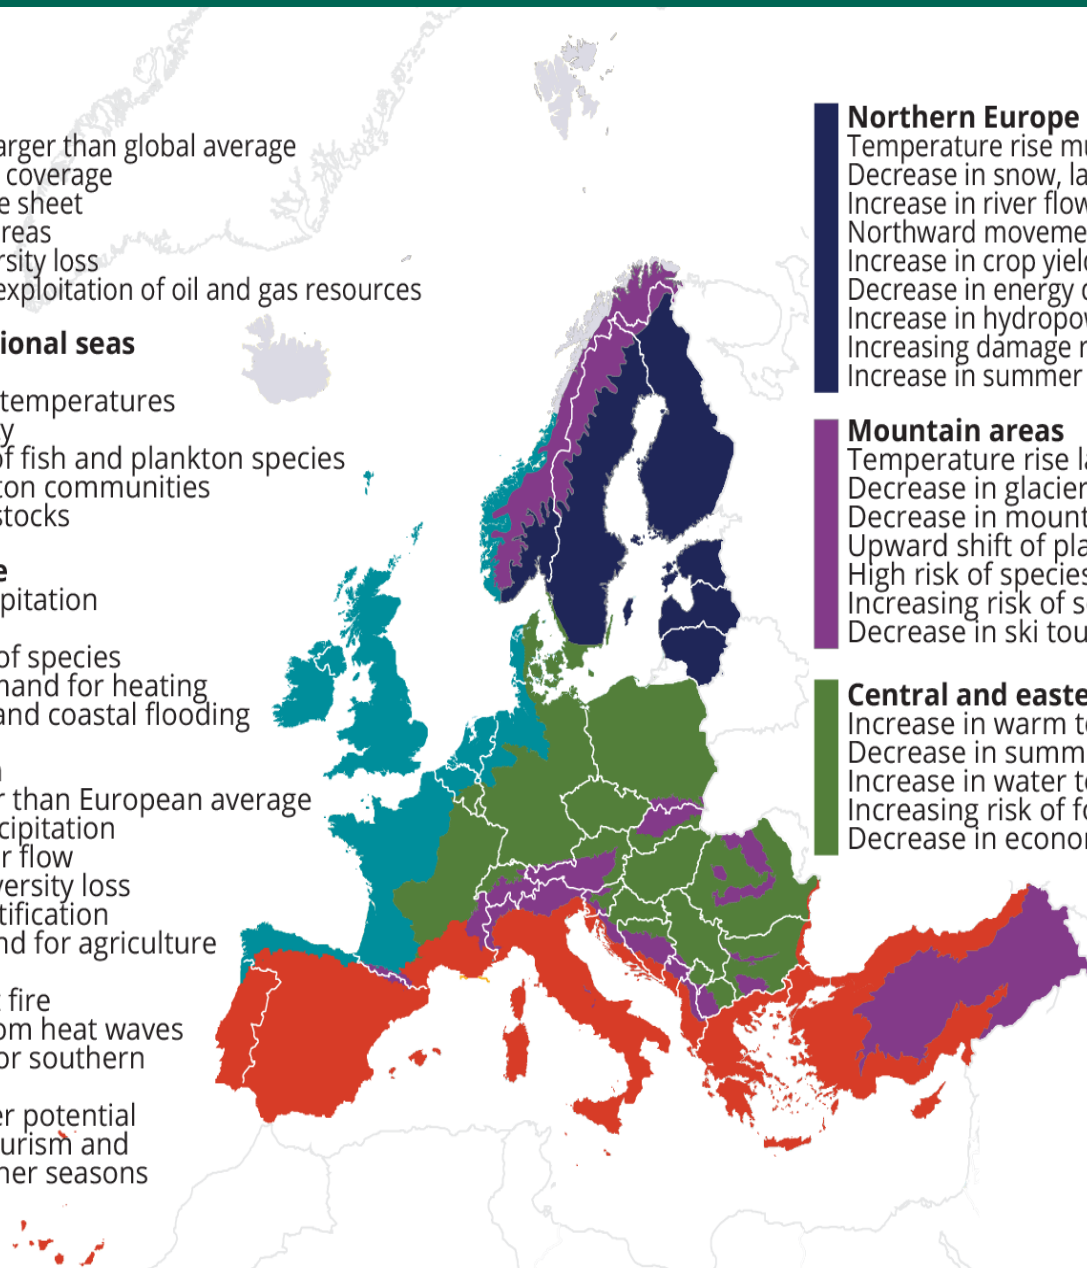 arger than global average
coverage
e sheet
reas
rsity loss
exploitation of oil and gas resources
ional seas
temperatures
y
of fish and plankton species
ton communities
stocks
e
pitation
of species
nand for heating
and coastal flooding
n
r than European average
cipitation
r flow
versity loss
tification
nd for agriculture
t fire
om heat waves
or southern
er potential
urism and
ner seasons
Northern Europe
Temperature rise mu
Decrease in snow, la
Increase in river flow
Northward moveme
Increase in crop yield
Decrease in energy d
Increase in hydropow
Increasing damage r
Increase in summer
Mountain areas
Temperature rise la
Decrease in glacier
Decrease in mount
Upward shift of pla
High risk of species
Increasing risk of s
Decrease in ski tou
Central and easte
Increase in warm te
Decrease in summ
Increase in water te
Increasing risk of fo
Decrease in econor